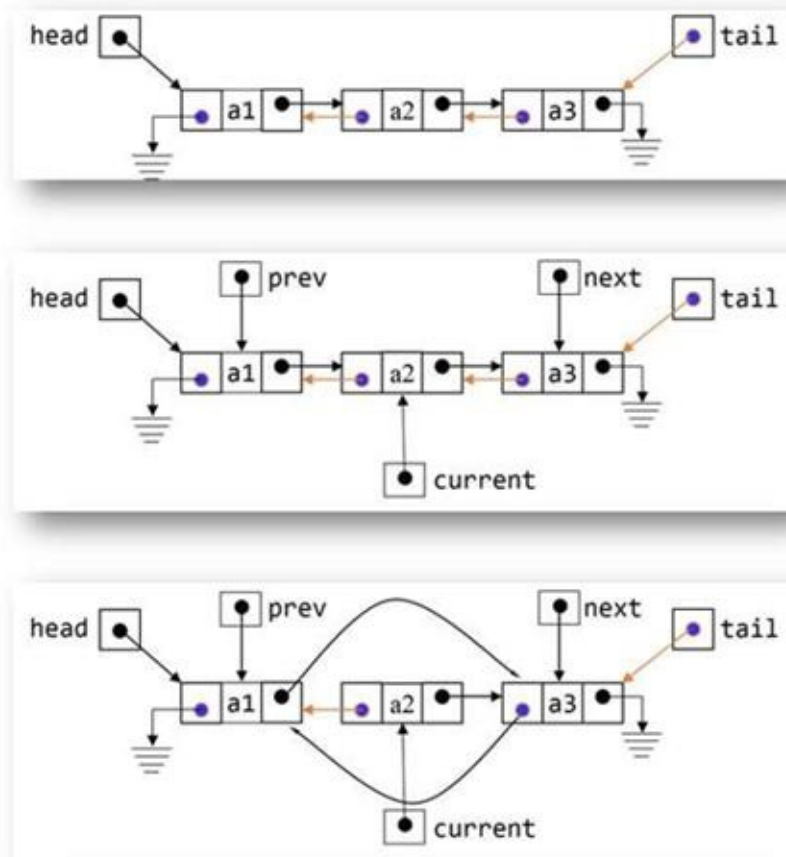 head tail
a1 a2 a3
prev next
head tail
a1 a2 a3
current
prev next
head tail
a1 a2 a3
current